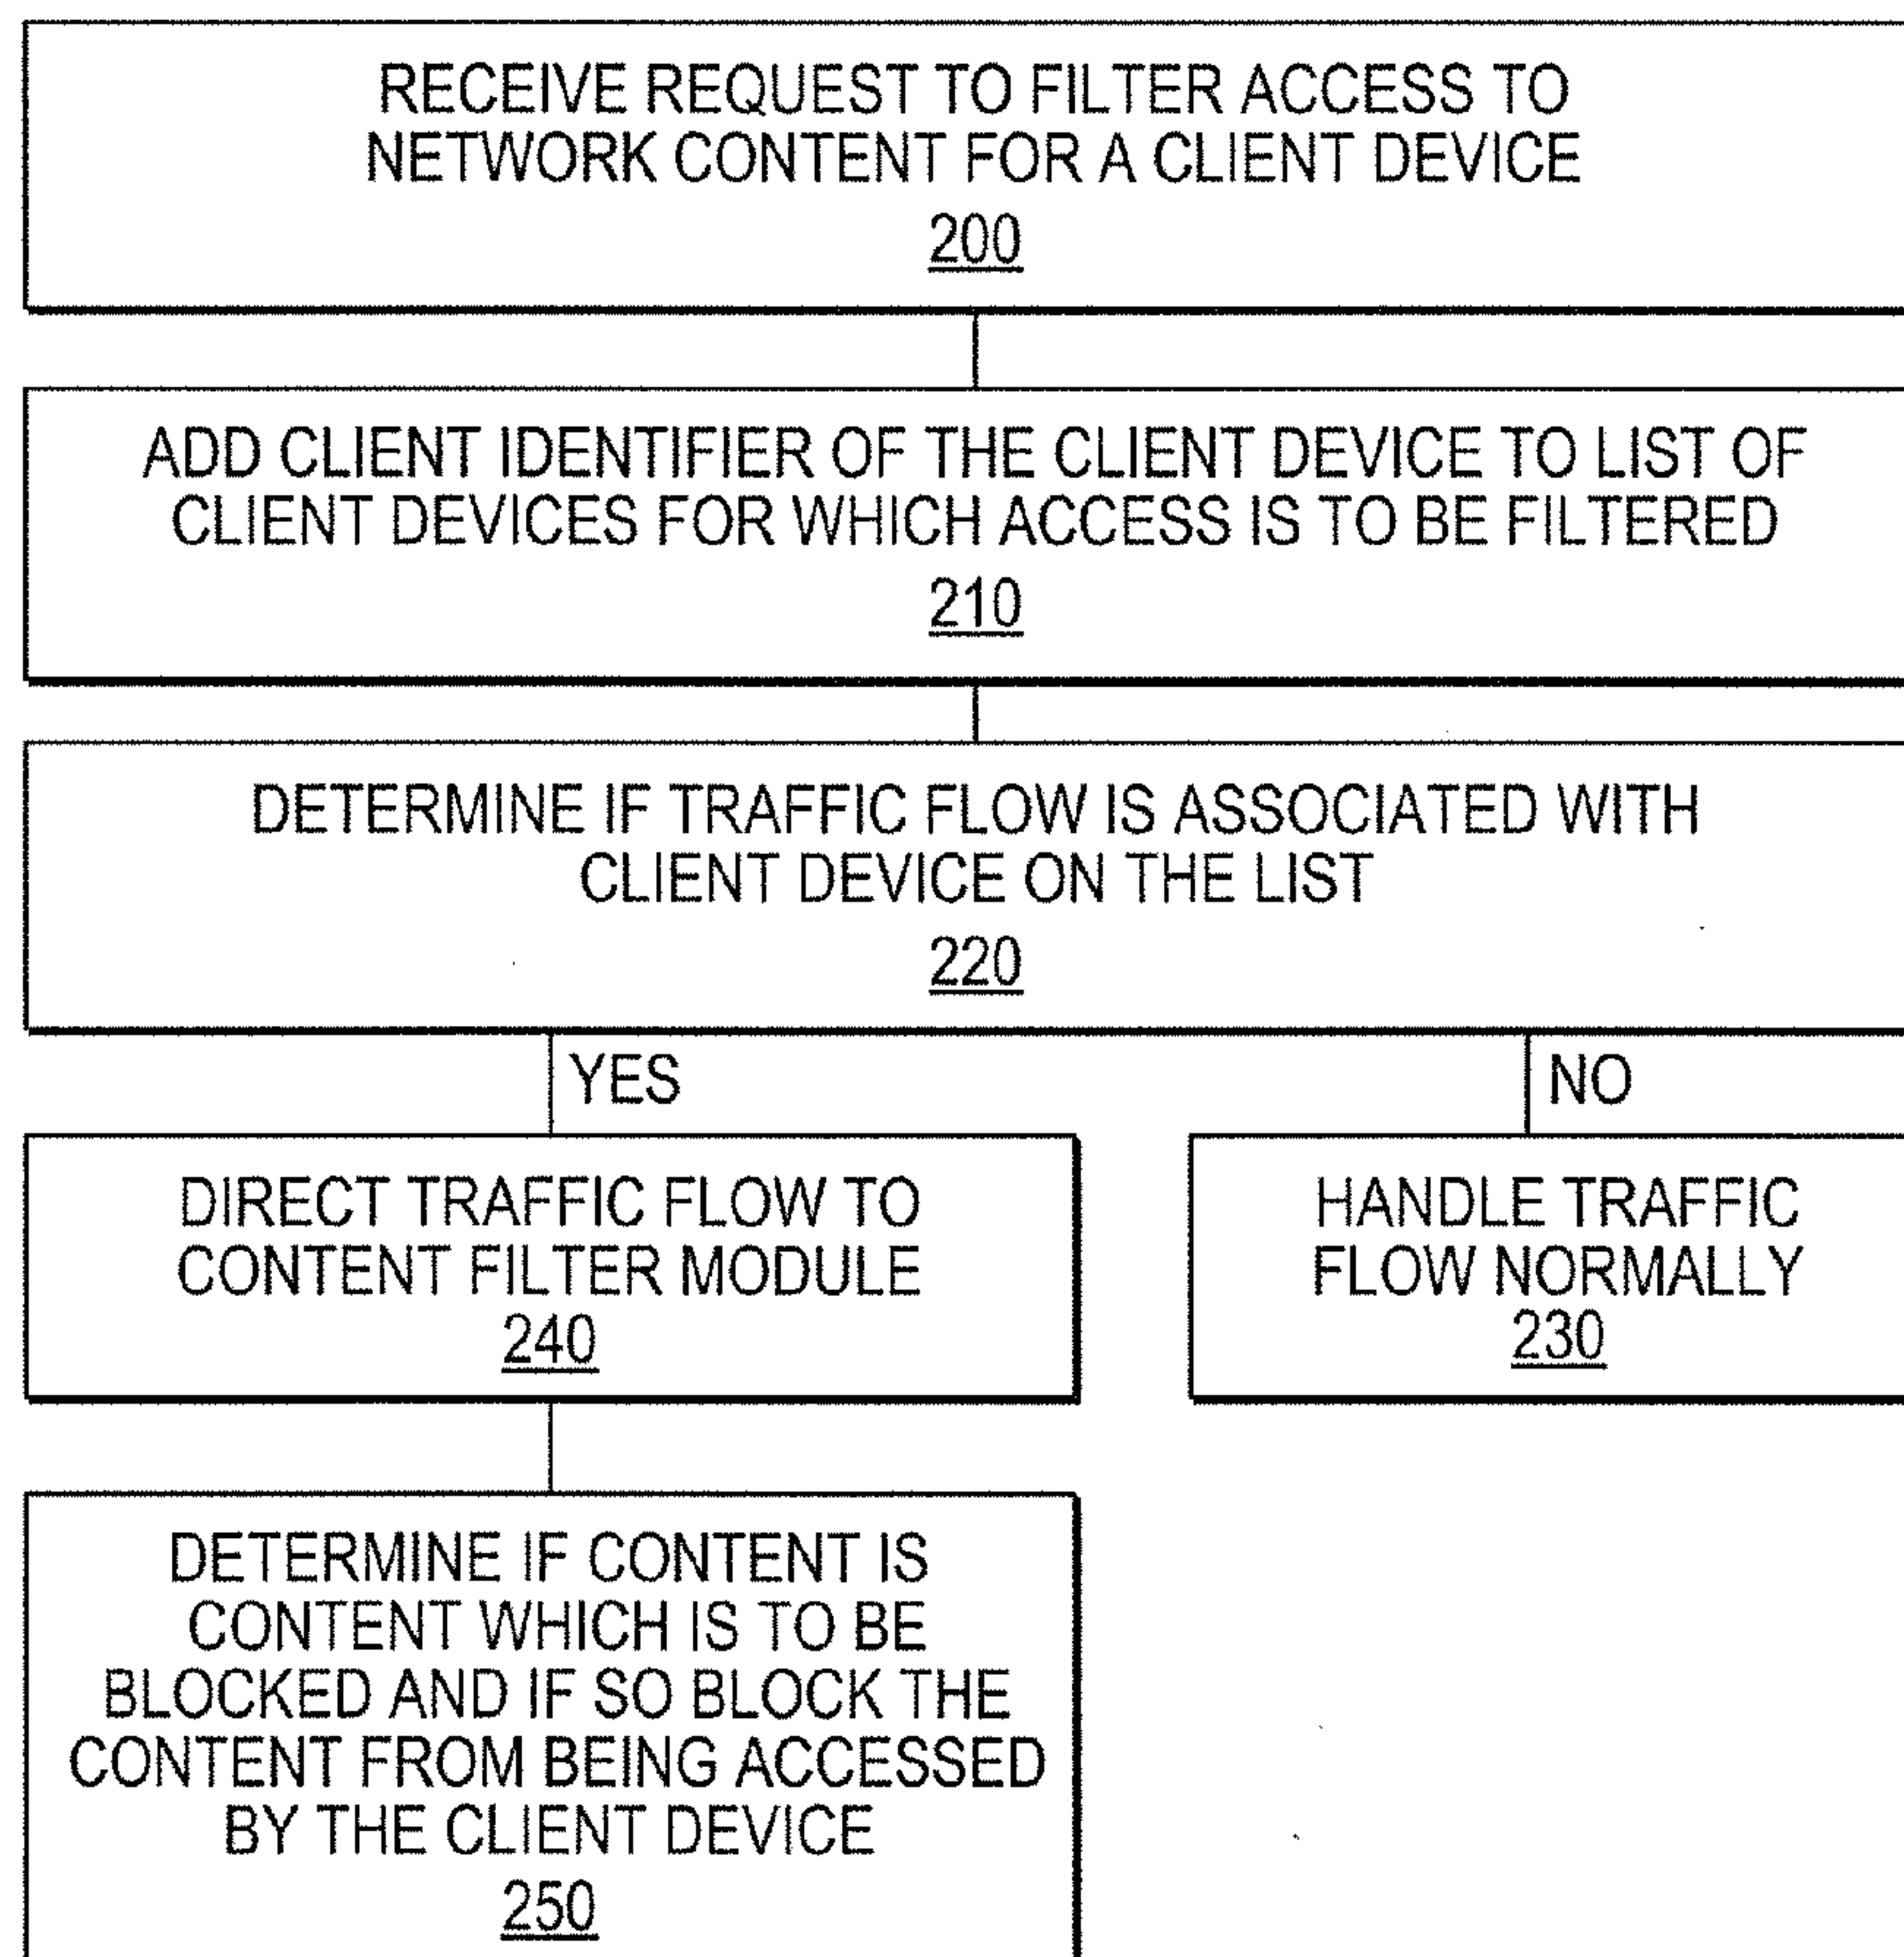 RECEIVE REQUEST TO FILTER ACCESS TO
NETWORK CONTENT FOR A CLIENT DEVICE
200
ADD CLIENT IDENTIFIER OF THE CLIENT DEVICE TO LIST OF
CLIENT DEVICES FOR WHICH ACCESS IS TO BE FILTERED
210
DETERMINE IF TRAFFIC FLOW IS ASSOCIATED WITH
CLIENT DEVICE ON THE LIST
220
YES
NO
DIRECT TRAFFIC FLOW TO
CONTENT FILTER MODULE
240
HANDLE TRAFFIC
FLOW NORMALLY
230
DETERMINE IF CONTENT IS
CONTENT WHICH IS TO BE
BLOCKED AND IF SO BLOCK THE
CONTENT FROM BEING ACCESSED
BY THE CLIENT DEVICE
250